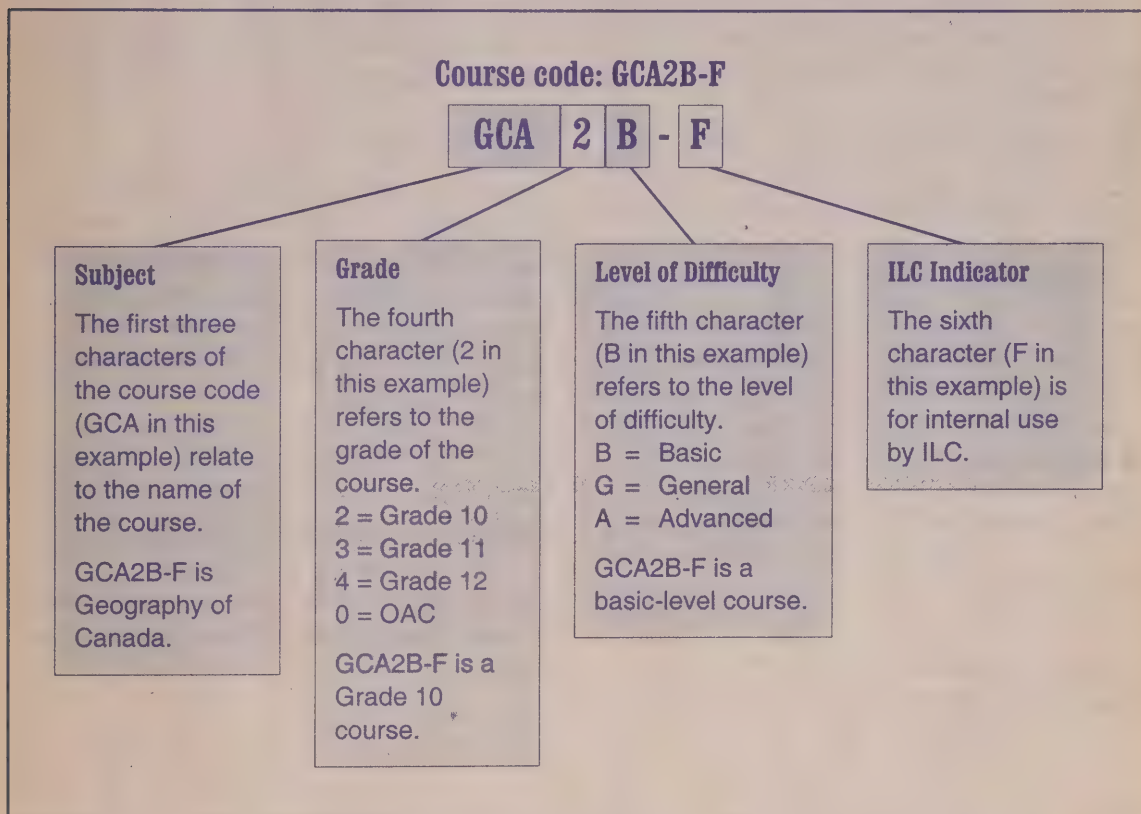 Course code: GCA2B-F
GCA 2 B - F
Subject
The first three
characters of
the course code
(GCA in this
example) relate
to the name of
the course.
GCA2B-F is
Geography of
Canada.
Grade
The fourth
character (2 in
this example)
refers to the
grade of the
course.
2 = Grade 10
3 = Grade 11
4 = Grade 12
0 = OAC
GCA2B-F is a
Grade 10
course.
Level of Difficulty
The fifth character
(B in this example)
refers to the level
of difficulty.
B = Basic
G = General
A = Advanced
GCA2B-F is a
basic-level course.
ILC Indicator
The sixth
character (F in
this example) is
for internal use
by ILC.